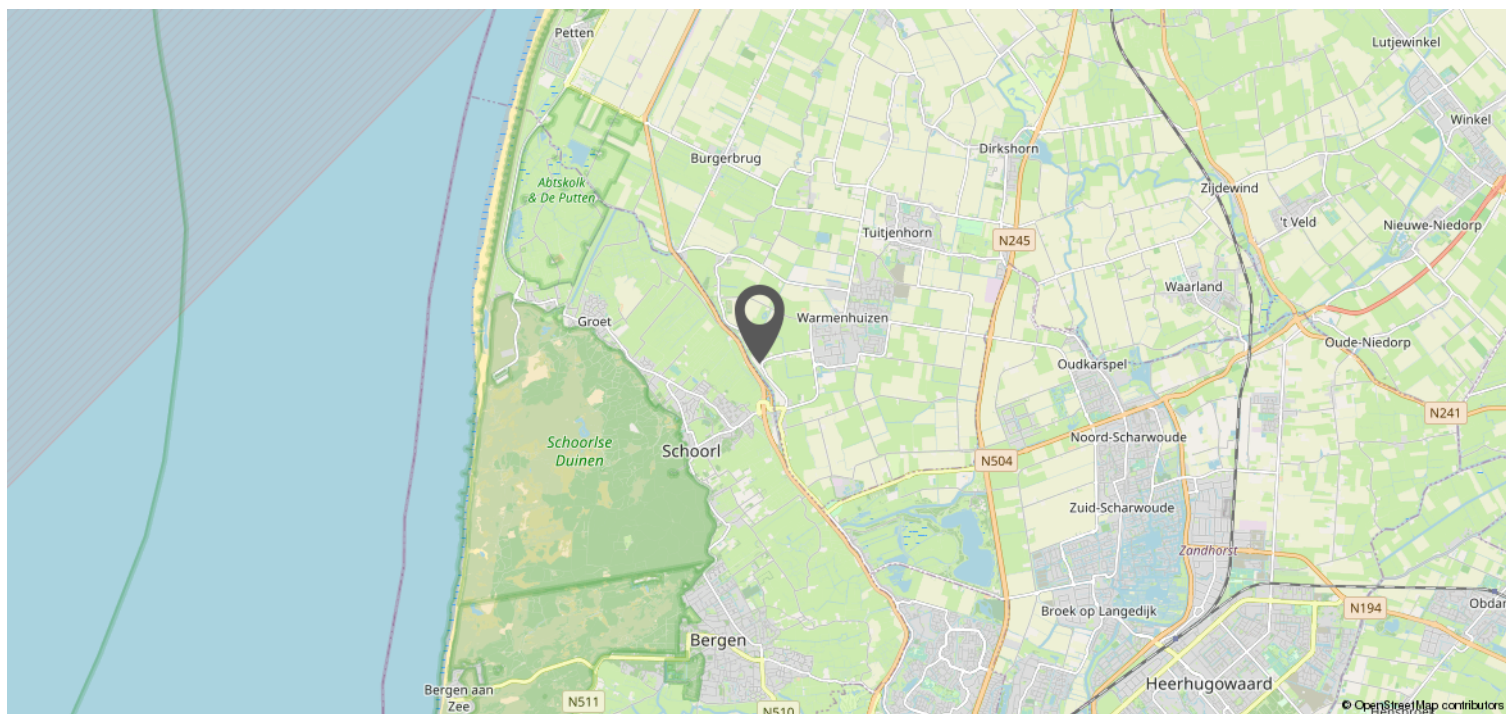 Petten
Lutjewinkel
Winkel
Burgerbrug
Dirkshorn
Abtskolk
& De Putten
Zijdewind
't Veld
Nieuwe-Niedorp
Tuitjenhorn
N245
Waarland
Groet
Warmenhuizen
Oude-Niedorp
Oudkarspel
N241
Schoorlse
Duinen
Schoorl
Noord-Scharwoude
N504
Zuid-Scharwoude
Zandhorst
Broek op Langedijk
N194
Obdam
Bergen
Bergen aan
Zee
N511
N510
Heerhugowaard
Hensbroek
© OpenStreetMap contributors